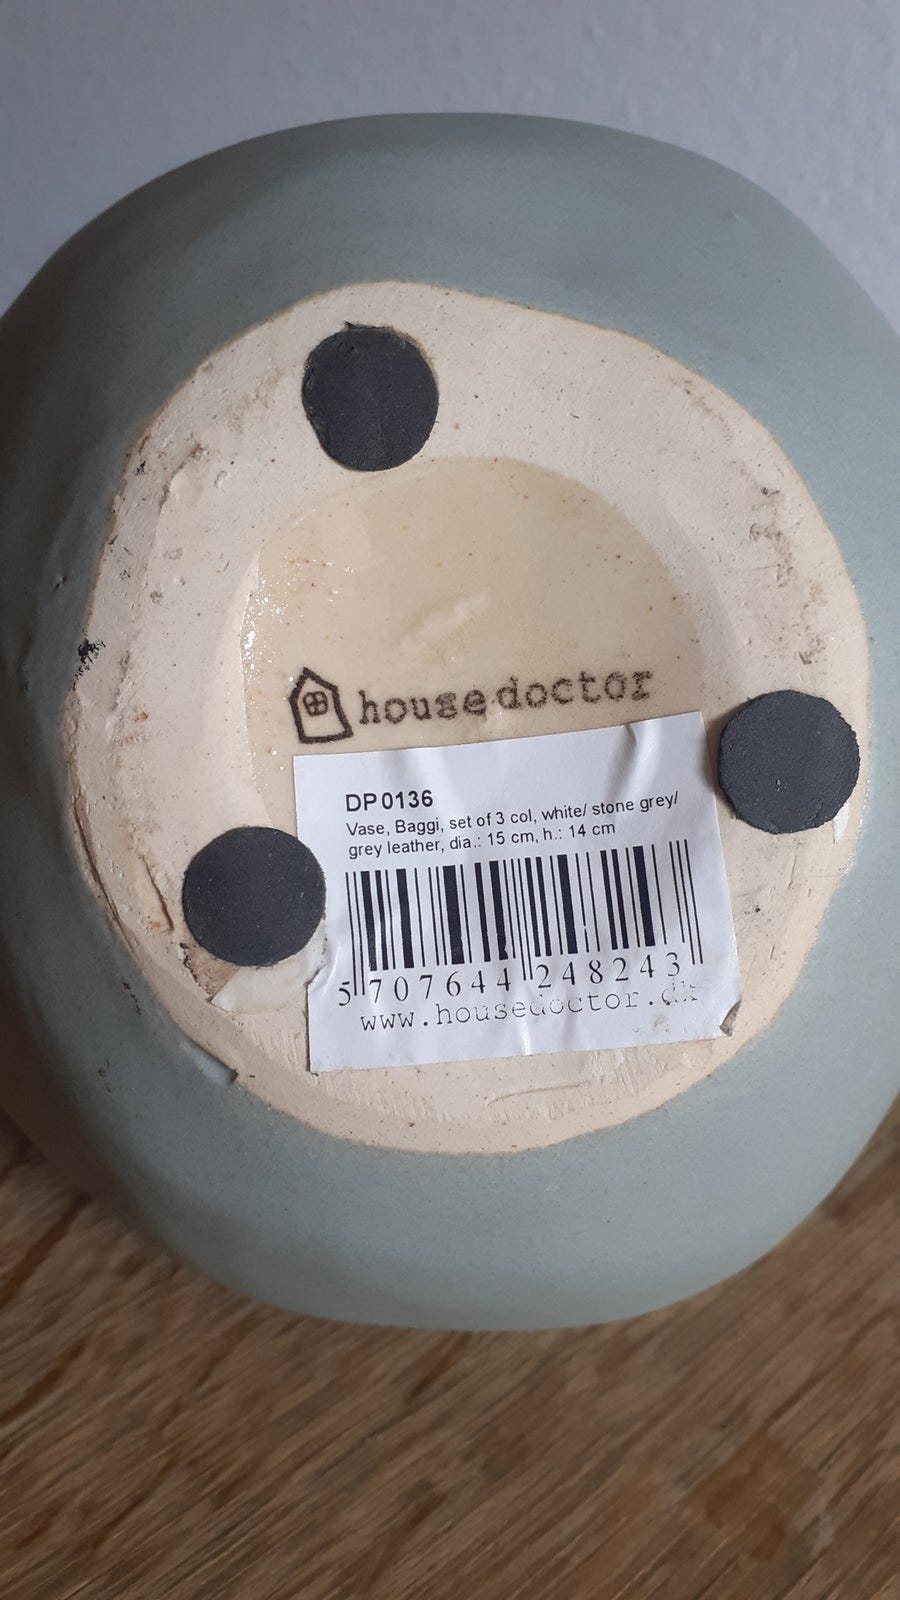 housedoctor
DP0136
Vase, Baggi, set of 3 col, white/ stone grey/
grey leather, dia.: 15 cm, h.: 14 cm
5 707644 248243
www.housedoctor.dk